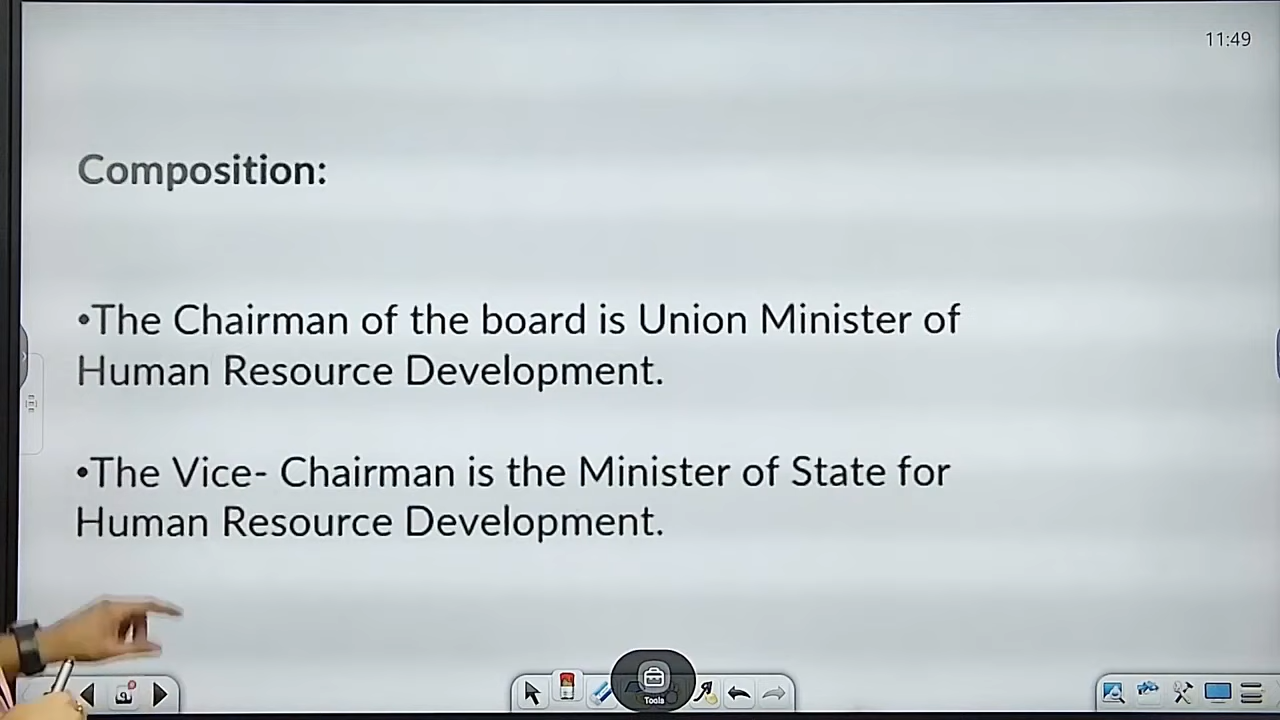 11:49
Composition:
•The Chairman of the board is Union Minister of
Human Resource Development.
•The Vice- Chairman is the Minister of State for
Human Resource Development.
Tools